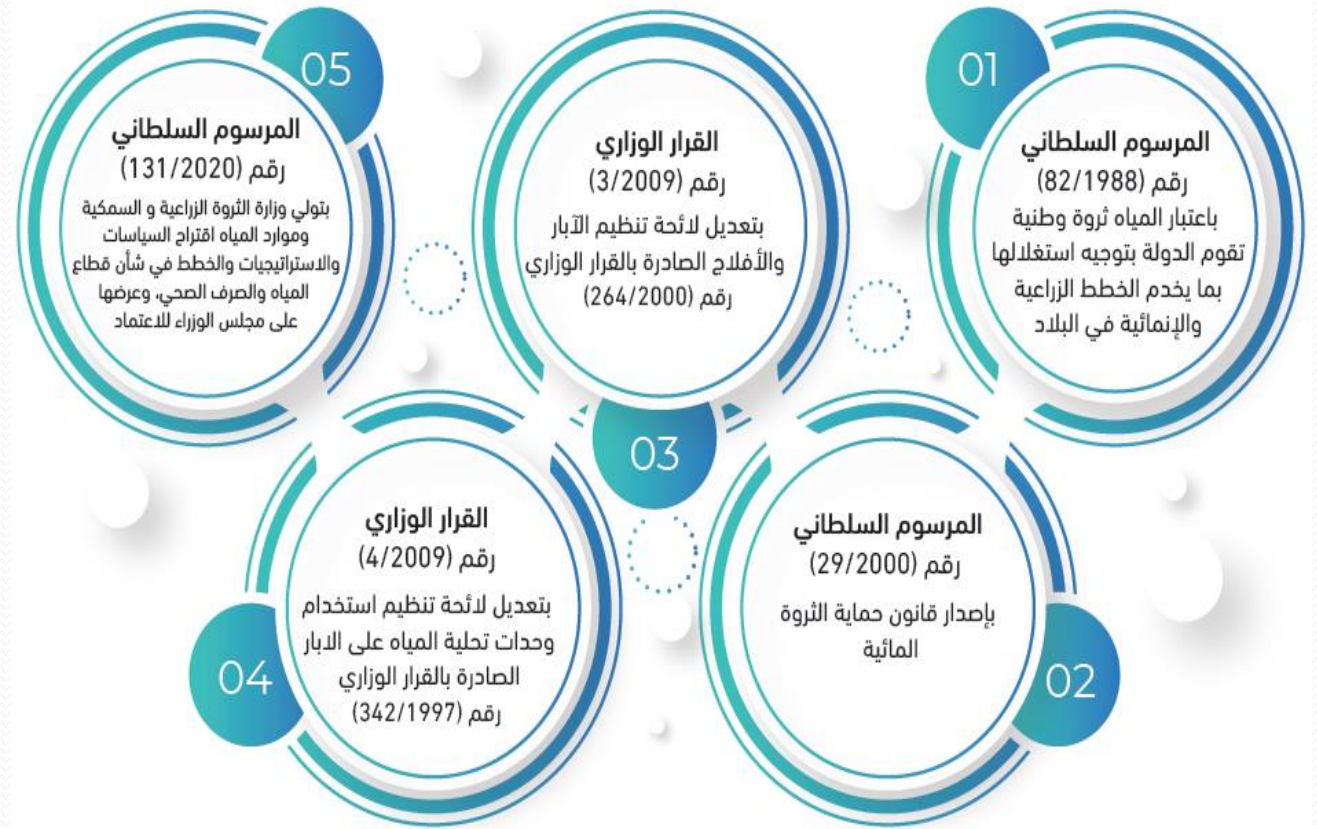 01
المرسوم السلطاني
رقم (82/1988)
باعتبار المياه ثروة وطنية
تقوم الدولة بتوجيه استغلالها
بما يخدم الخطط الزراعية
والإنمائية في البلاد
02
المرسوم السلطاني
رقم (29/2000)
بإصدار قانون حماية الثروة
المائية
03
القرار الوزاري
رقم (3/2009)
بتعديل لائحة تنظيم الآبار
والأفلاج الصادرة بالقرار الوزاري
رقم (264/2000)
04
القرار الوزاري
رقم (4/2009)
بتعديل لائحة تنظيم استخدام
وحدات تحلية المياه على الابار
الصادرة بالقرار الوزاري
رقم (342/1997)
05
المرسوم السلطاني
رقم (131/2020)
بتولي وزارة الثروة الزراعية و السمكية
وموارد المياه اقتراح السياسات
والاستراتيجيات والخطط في شأن قطاع
المياه والصرف الصحي، وعرضها
على مجلس الوزراء للاعتماد